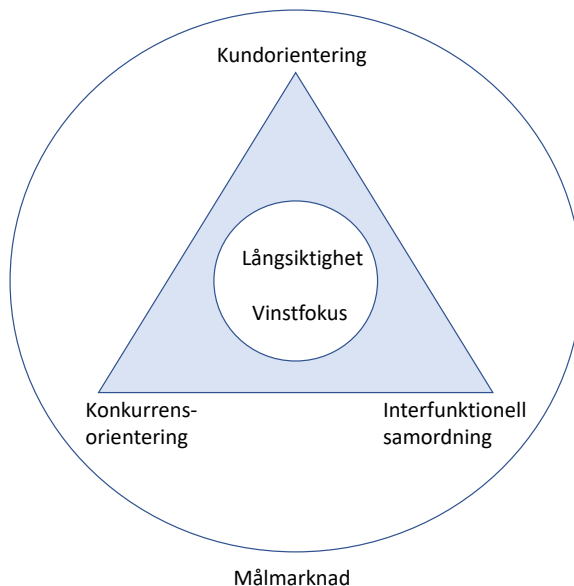 Kundorientering
Långsiktighet
Vinstfokus
Konkurrens-
orientering
Interfunktionell
samordning
Målmarknad